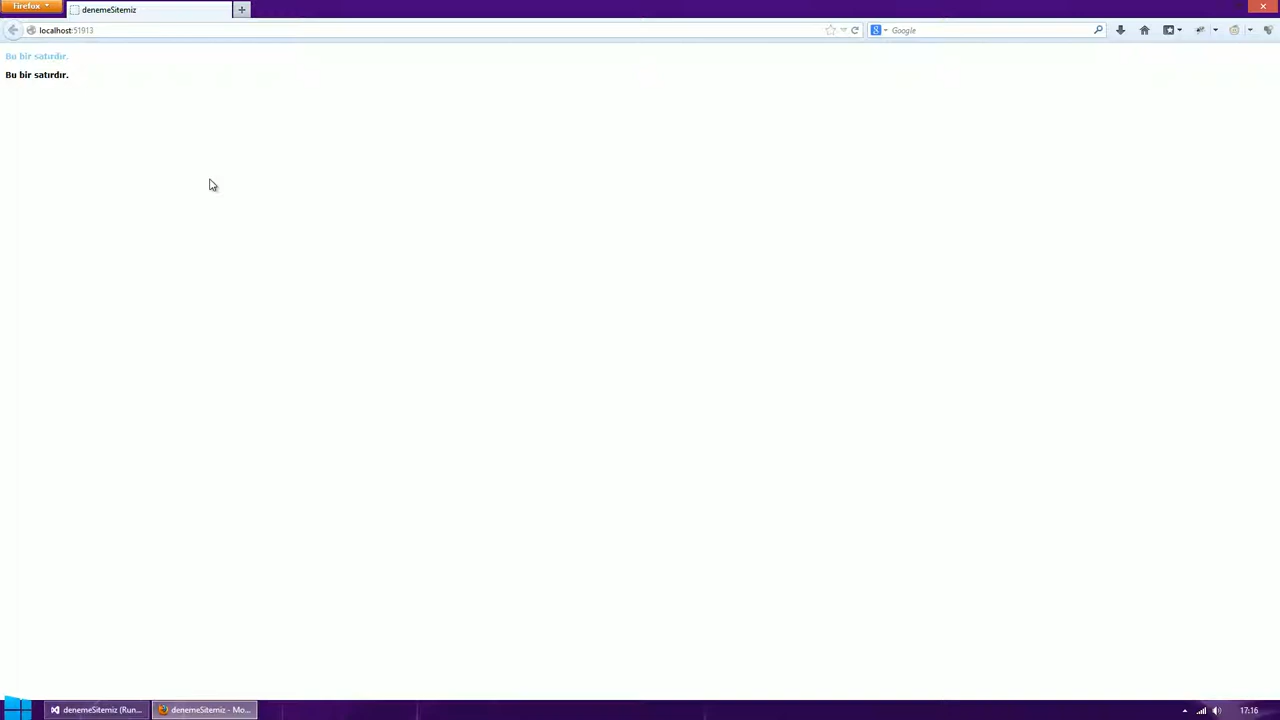 Firefox
denemeSitemiz
localhost:51913
Google
Bu bir satırdır.
Bu bir satırdır.
denemeSitemiz (Run...
denemeSitemiz - Mo...
17:16